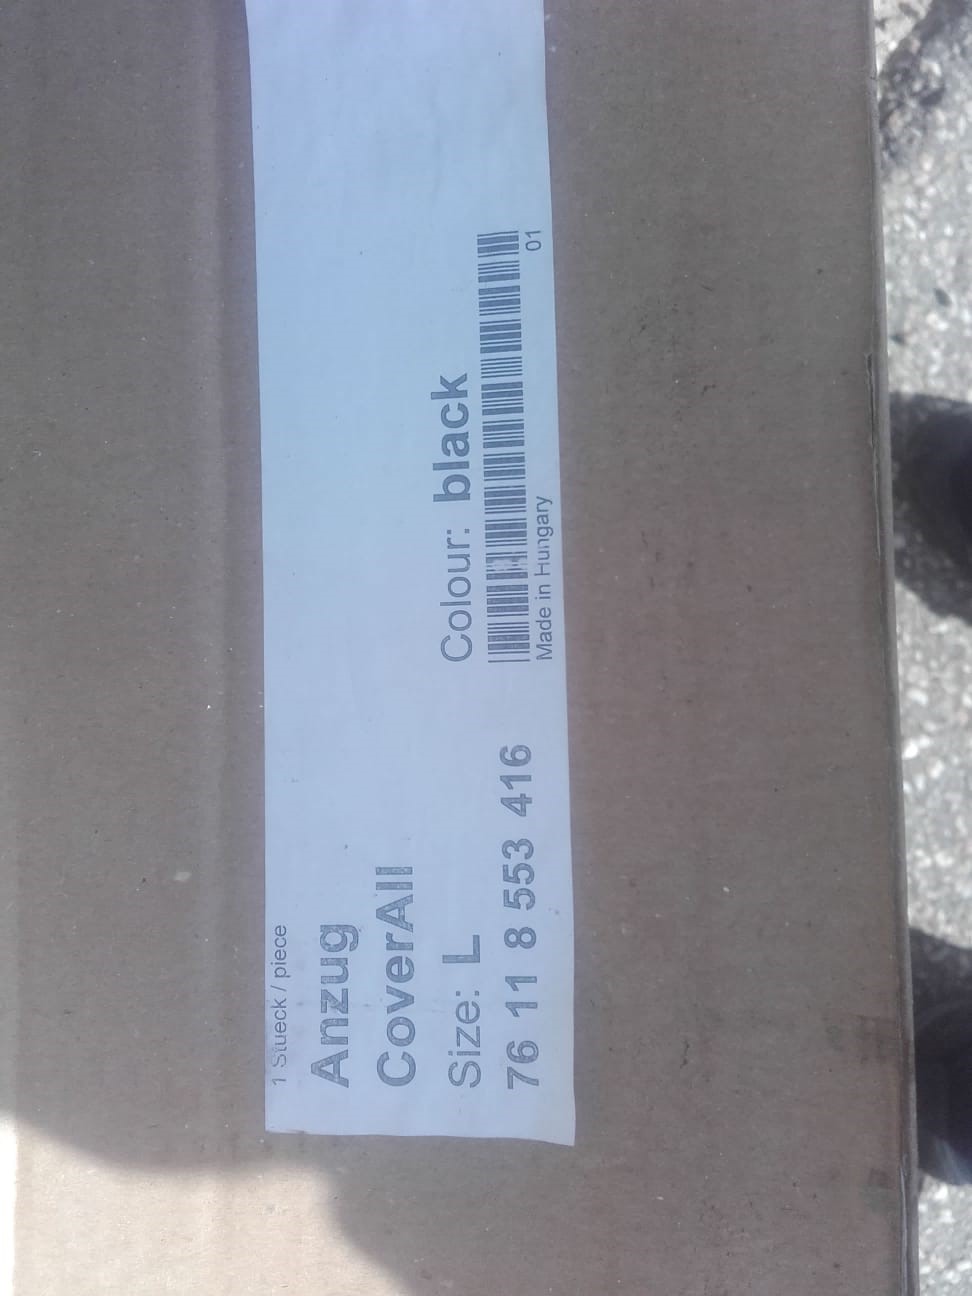 1 Stueck / piece
Anzug
CoverAll
Size: L
Colour: black
76 11 8 553 416
Made in Hungary
01